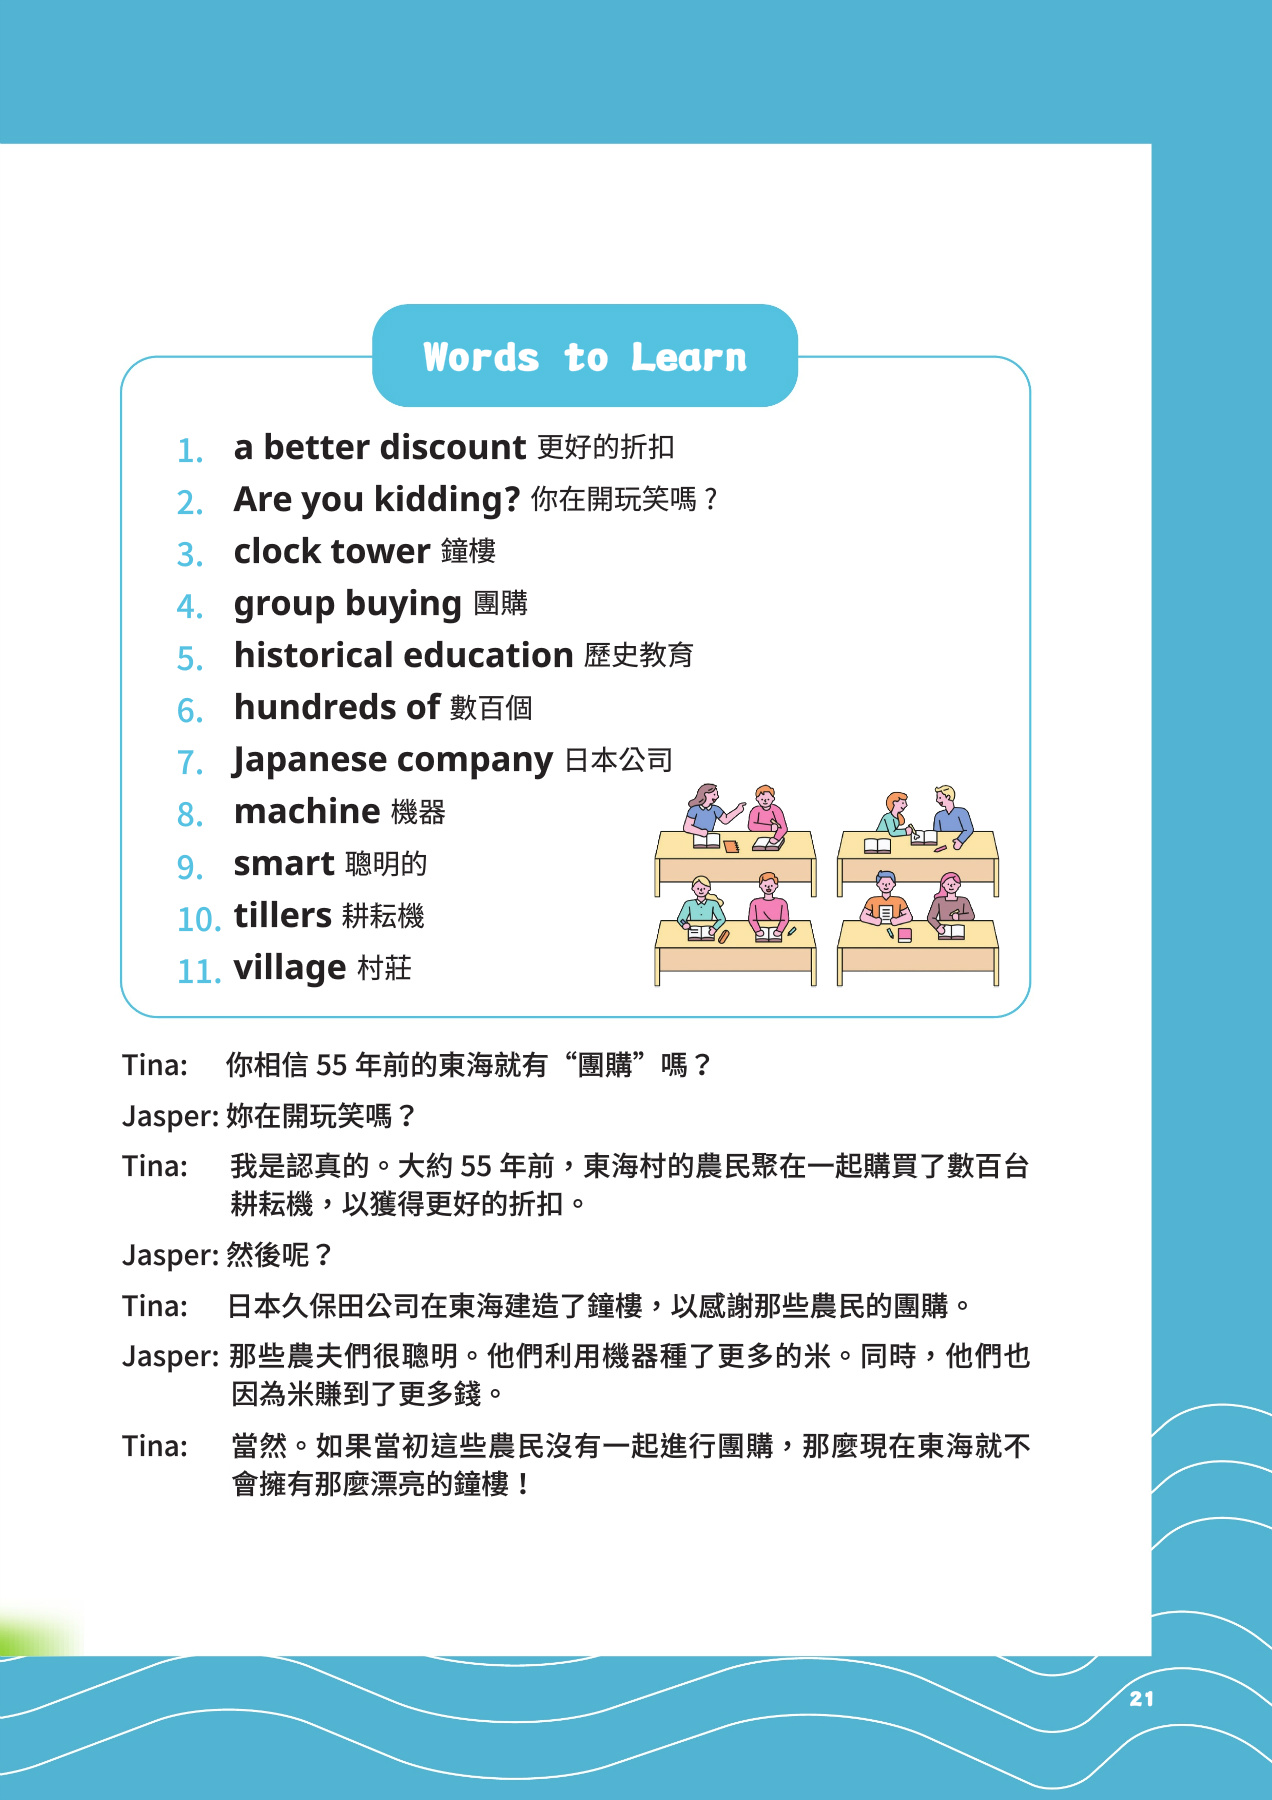 Words to Learn
1. a better discount 更好的折扣
2. Are you kidding? 你在開玩笑嗎？
3. clock tower 鐘樓
4. group buying 團購
5. historical education 歷史教育
6. hundreds of 數百個
7. Japanese company 日本公司
8. machine 機器
9. smart 聰明的
10. tillers 耕耘機
11. village 村莊
Tina: 你相信 55 年前的東海就有“團購”嗎？
Jasper: 妳在開玩笑嗎？
Tina: 我是認真的。大約 55 年前，東海村的農民聚在一起購買了數百台
耕耘機，以獲得更好的折扣。
Jasper: 然後呢？
Tina: 日本久保田公司在東海建造了鐘樓，以感謝那些農民的團購。
Jasper: 那些農夫們很聰明。他們利用機器種了更多的米。同時，他們也
因為米賺到了更多錢。
Tina: 當然。如果當初這些農民沒有一起進行團購，那麼現在東海就不
會擁有那麼漂亮的鐘樓！
21